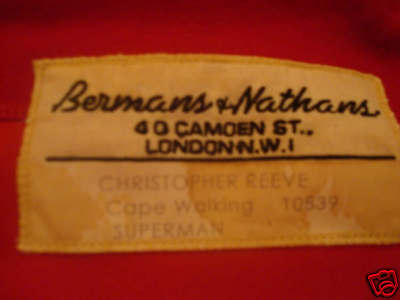 Bermans & Nathans
40 CAMDEN ST.,
LONDON·N.W.1
CHRISTOPHER REEVE
Cape Walking 10539
SUPERMAN